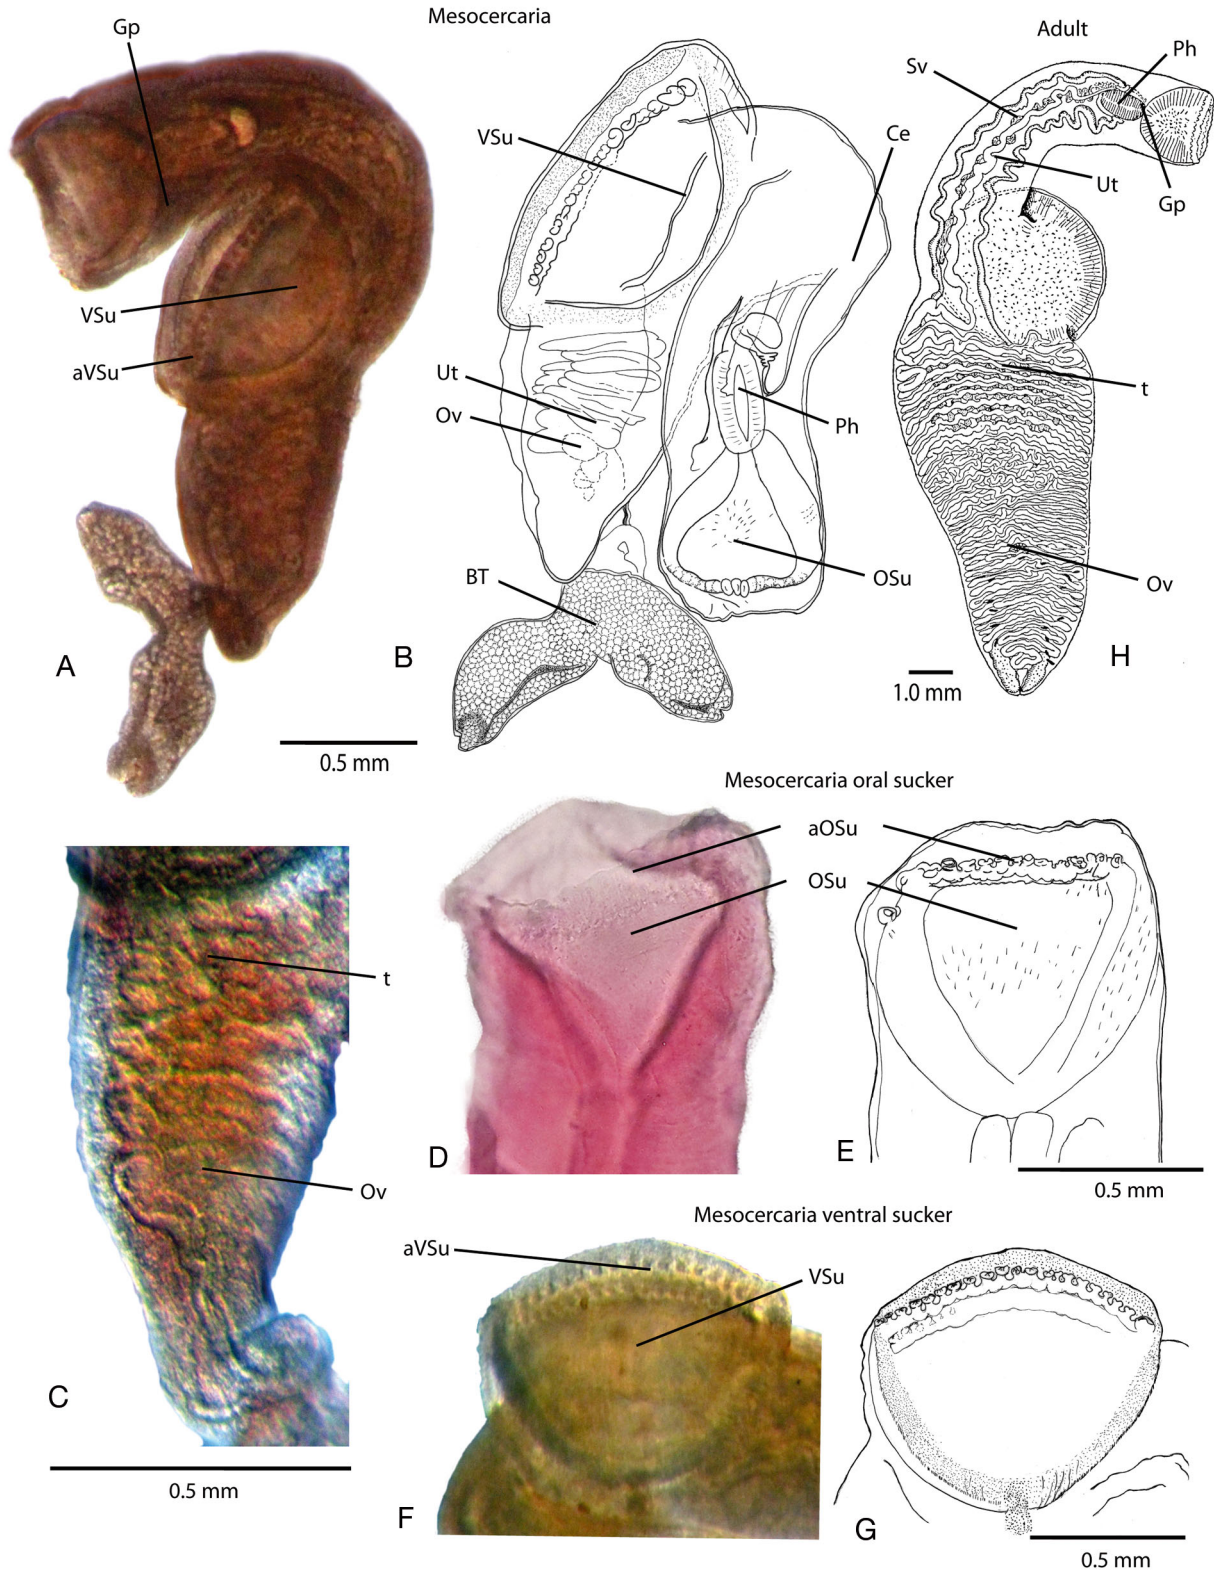 Mesocercaria
Gp
VSu
aVSu
A
0.5 mm
VSu
Ce
Ut
Ov
Ph
OSu
BT
B
Adult
Sv
Ph
Ut
Gp
t
Ov
H
1.0 mm
t
Ov
C
0.5 mm
Mesocercaria oral sucker
aOSu
OSu
D
E
0.5 mm
Mesocercaria ventral sucker
aVSu
VSu
F
G
0.5 mm